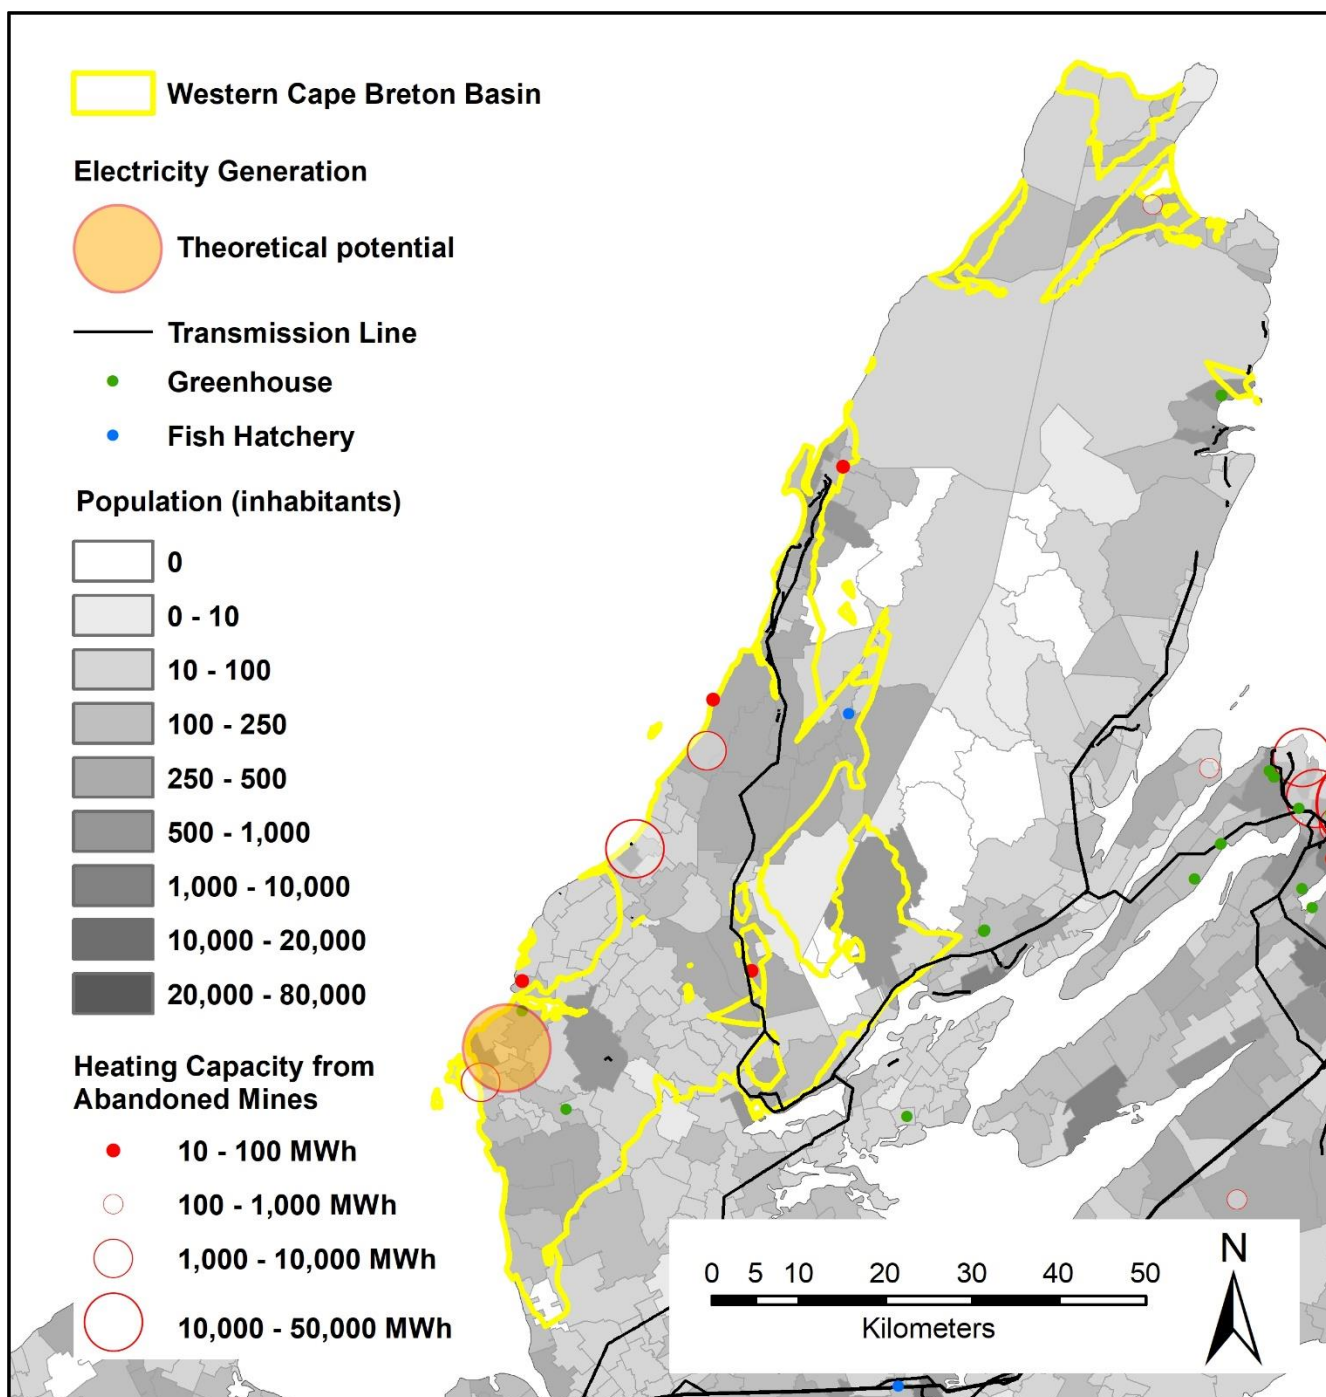 Western Cape Breton Basin
Electricity Generation
Theoretical potential
Transmission Line
Greenhouse
Fish Hatchery
Population (inhabitants)
0
0 - 10
10 - 100
100 - 250
250 - 500
500 - 1,000
1,000 - 10,000
10,000 - 20,000
20,000 - 80,000
Heating Capacity from
Abandoned Mines
10 - 100 MWh
100 - 1,000 MWh
1,000 - 10,000 MWh
10,000 - 50,000 MWh
0 5 10 20 30 40 50
Kilometers
N